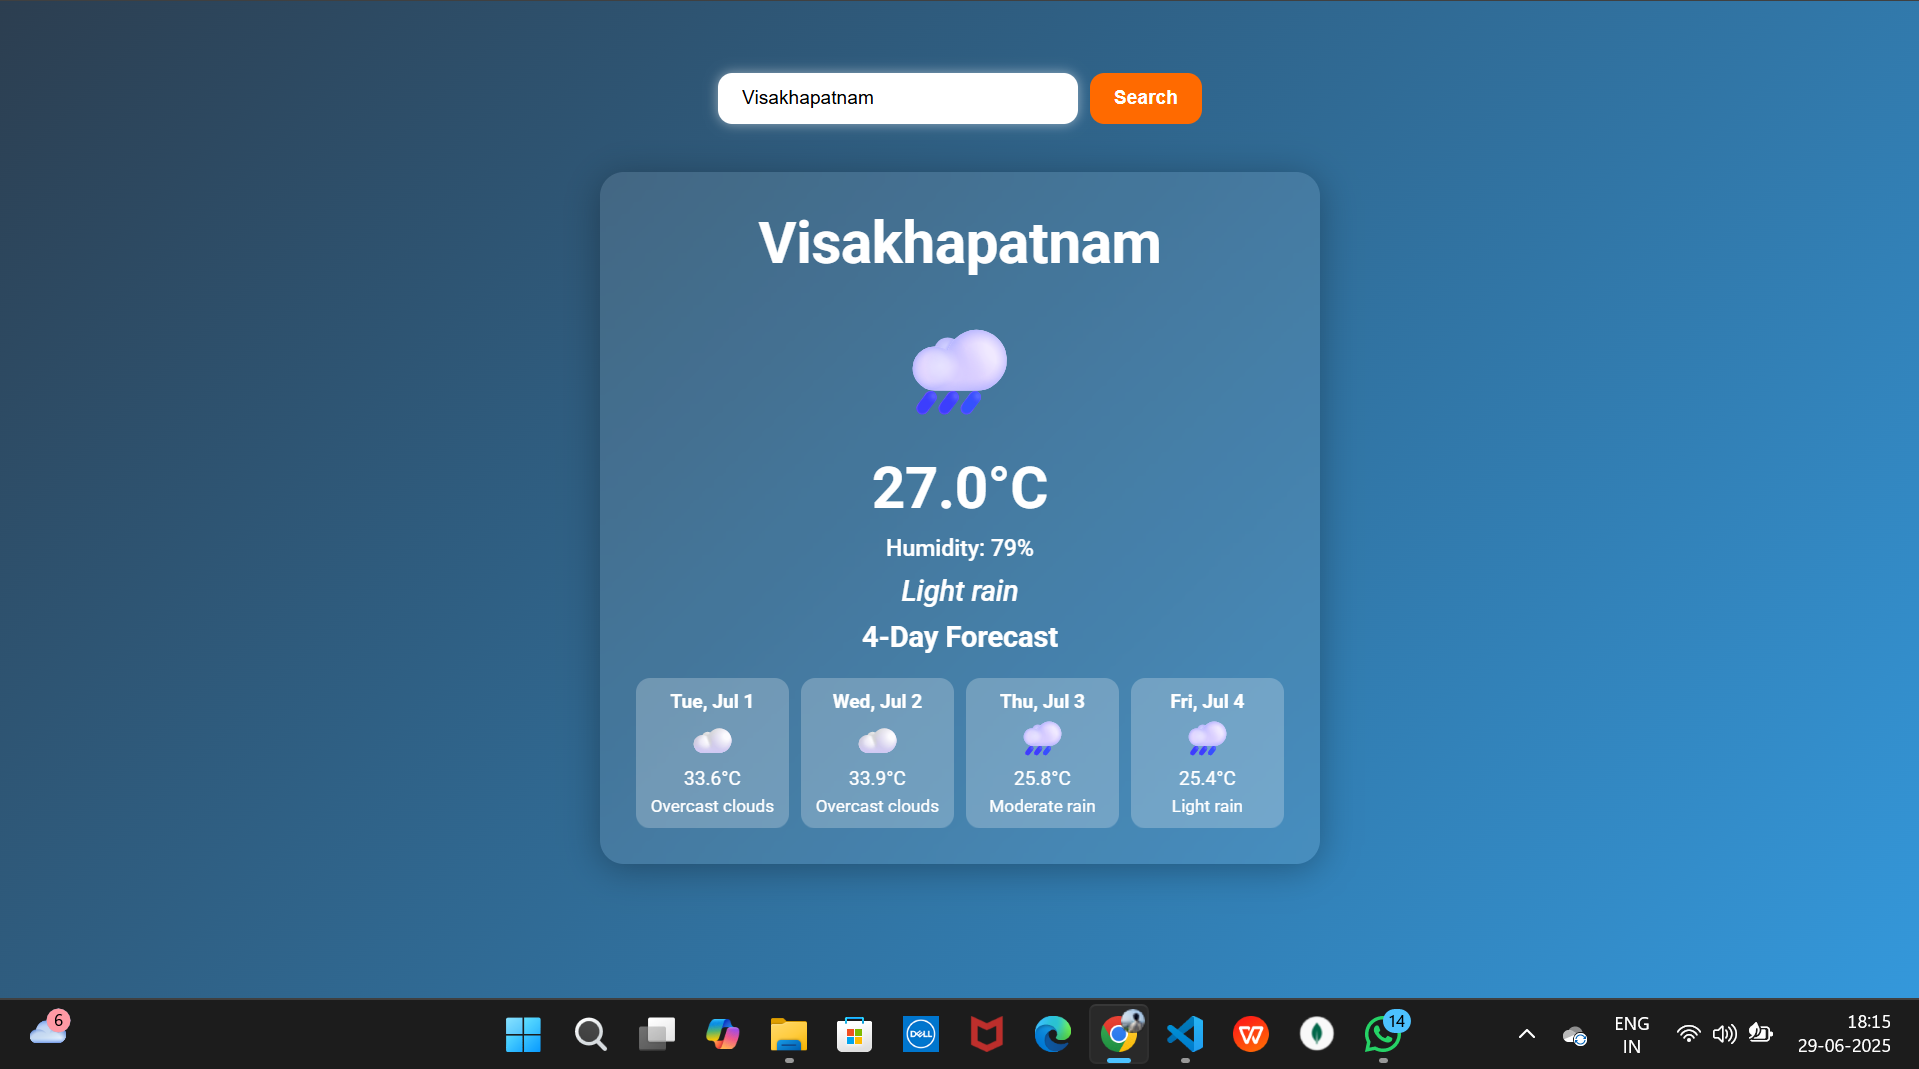 Visakhapatnam
Search
Visakhapatnam
27.0°C
Humidity: 79%
Light rain
4-Day Forecast
Tue, Jul 1
33.6°C
Overcast clouds
Wed, Jul 2
33.9°C
Overcast clouds
Thu, Jul 3
25.8°C
Moderate rain
Fri, Jul 4
25.4°C
Light rain
6
DELL
W
14
ENG
IN
18:15
29-06-2025